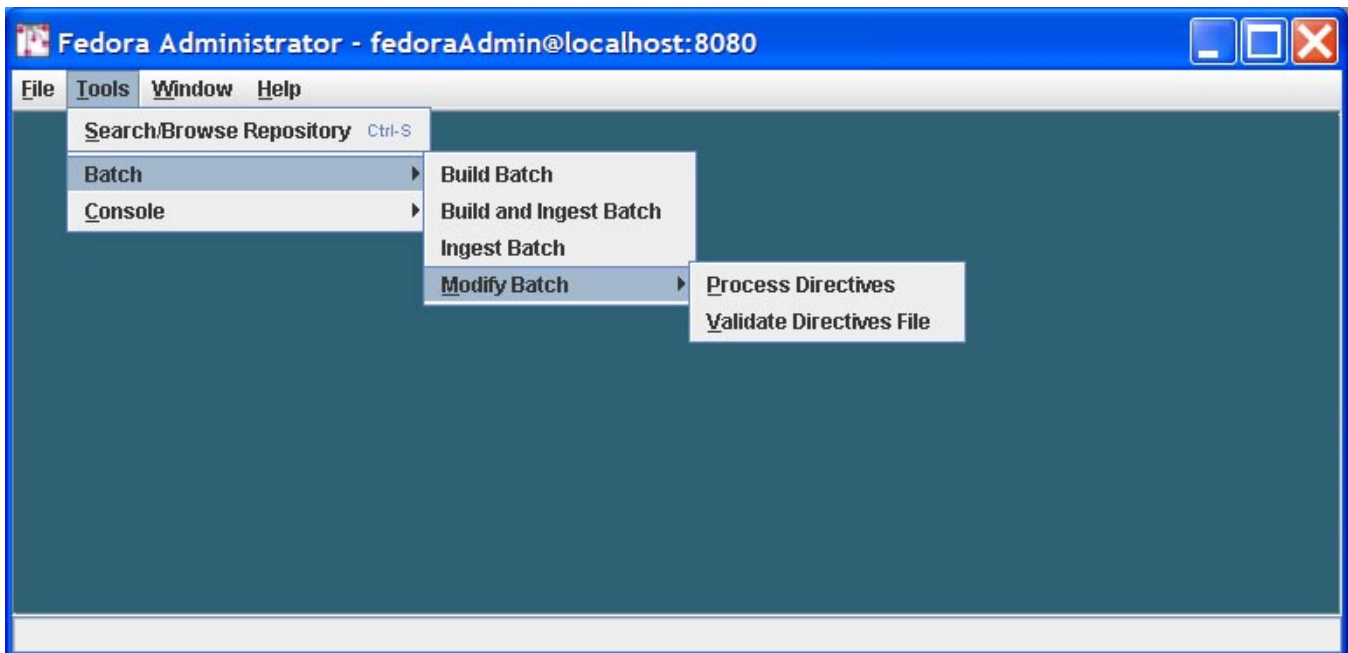 Fedora Administrator - fedoraAdmin@localhost:8080
File Tools Window Help
Search/Browse Repository Ctrl-S
Batch
Console
Build Batch
Build and Ingest Batch
Ingest Batch
Modify Batch
Process Directives
Validate Directives File